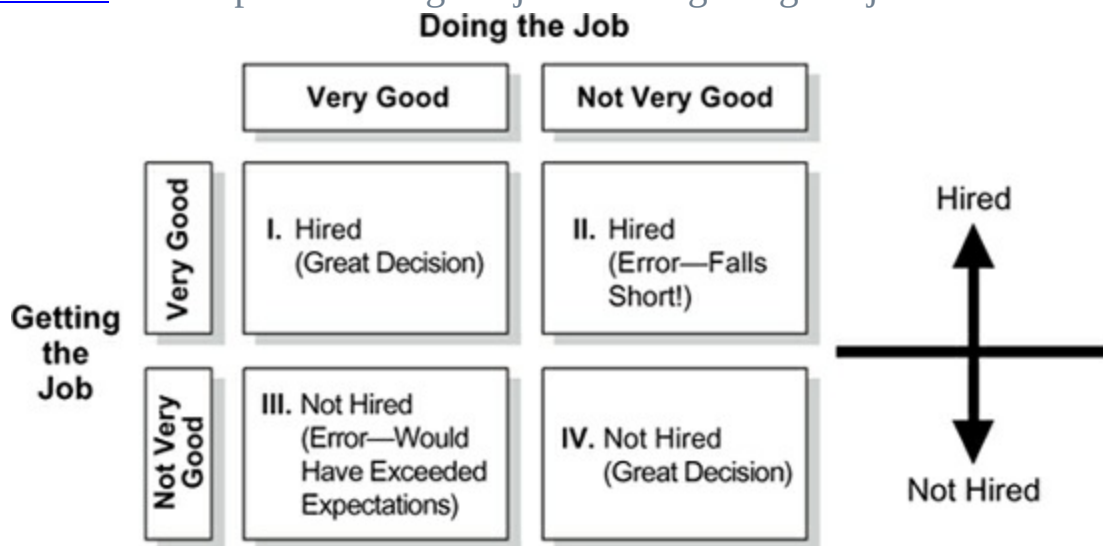 Doing the Job
Very Good
Not Very Good
Getting
the
Job
Very Good
I. Hired
(Great Decision)
II. Hired
(Error—Falls
Short!)
Hired
Not Very
Good
III. Not Hired
(Error—Would
Have Exceeded
Expectations)
IV. Not Hired
(Great Decision)
Not Hired